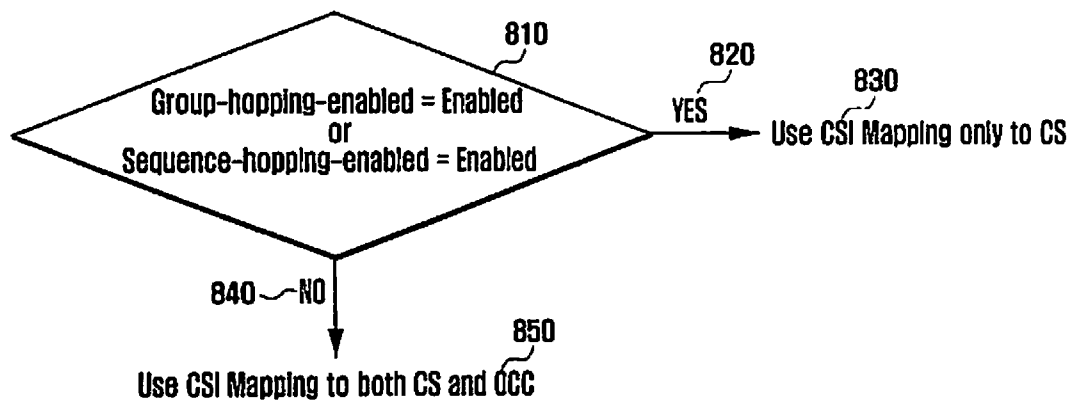 810
Group-hopping-enabled = Enabled
or
Sequence-hopping-enabled = Enabled
820
YES
830
Use CSI Mapping only to CS
840 NO
850
Use CSI Mapping to both CS and OCC